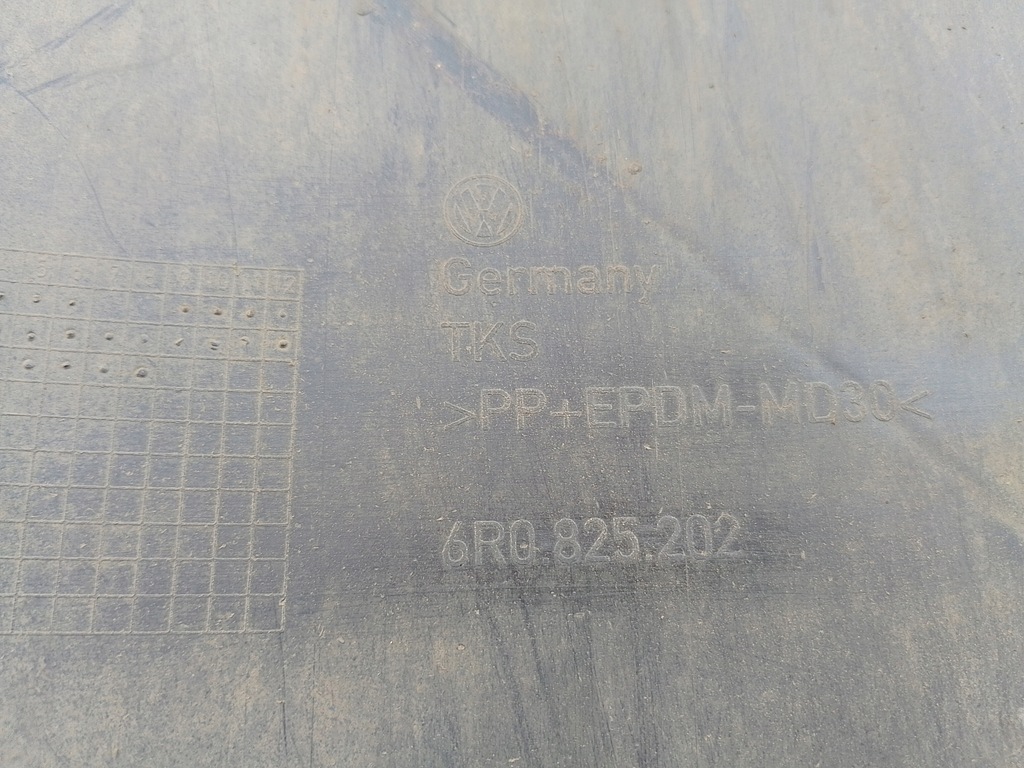 Germany
TKS
>PP+EPDM-MD30<
6R0.825.202